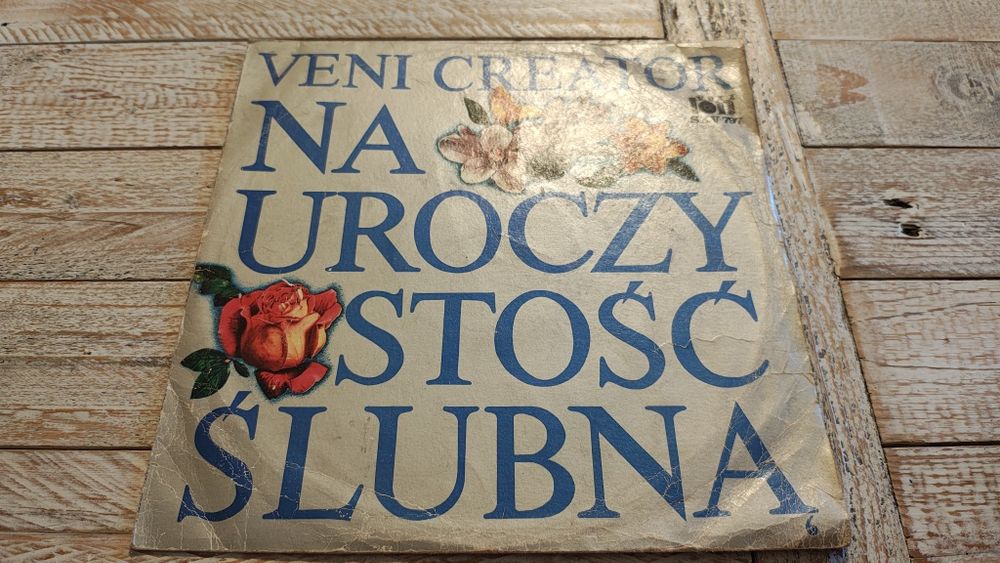 VENI CREATOR
NA
UROCZY
STOŚĆ
ŚLUBNĄ